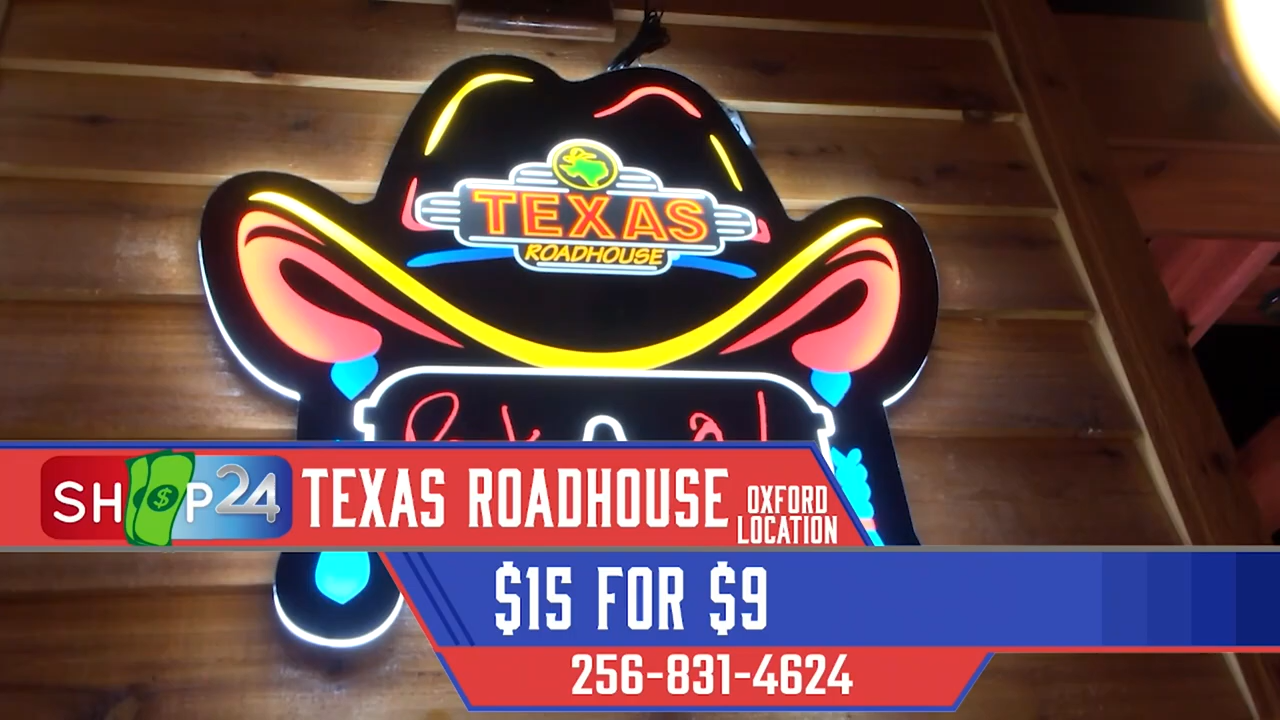 TEXAS
ROADHOUSE
SHOP24
TEXAS ROADHOUSE
OXFORD
LOCATION
$15 FOR $9
256-831-4624